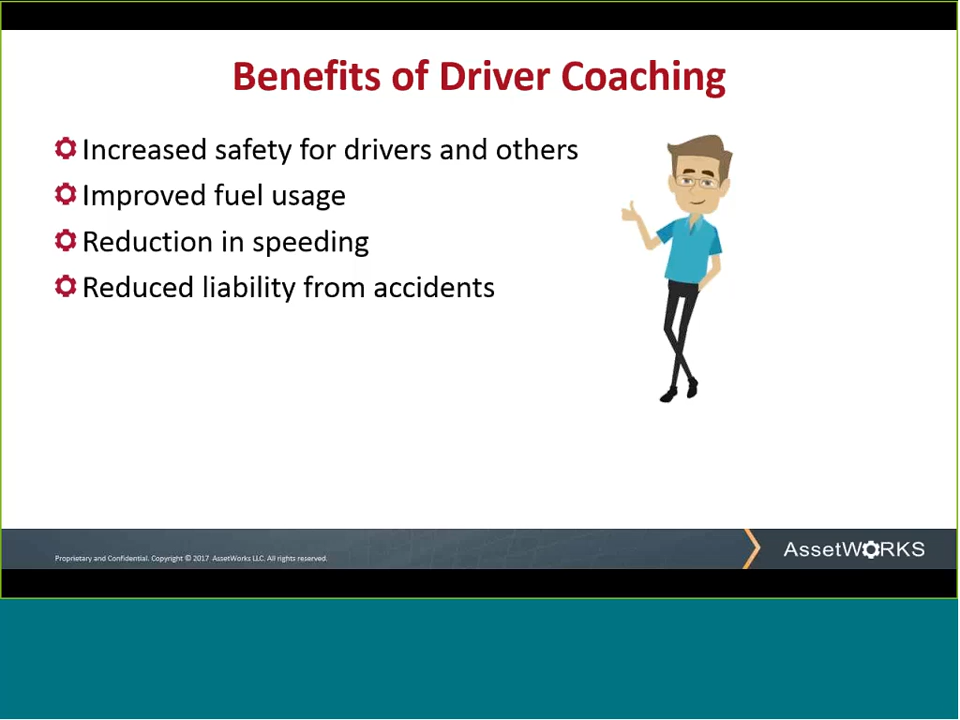 Benefits of Driver Coaching
Increased safety for drivers and others
Improved fuel usage
Reduction in speeding
Reduced liability from accidents
Proprietary and Confidential. Copyright © 2017 AssetWorks LLC. All rights reserved.
AssetWORKS